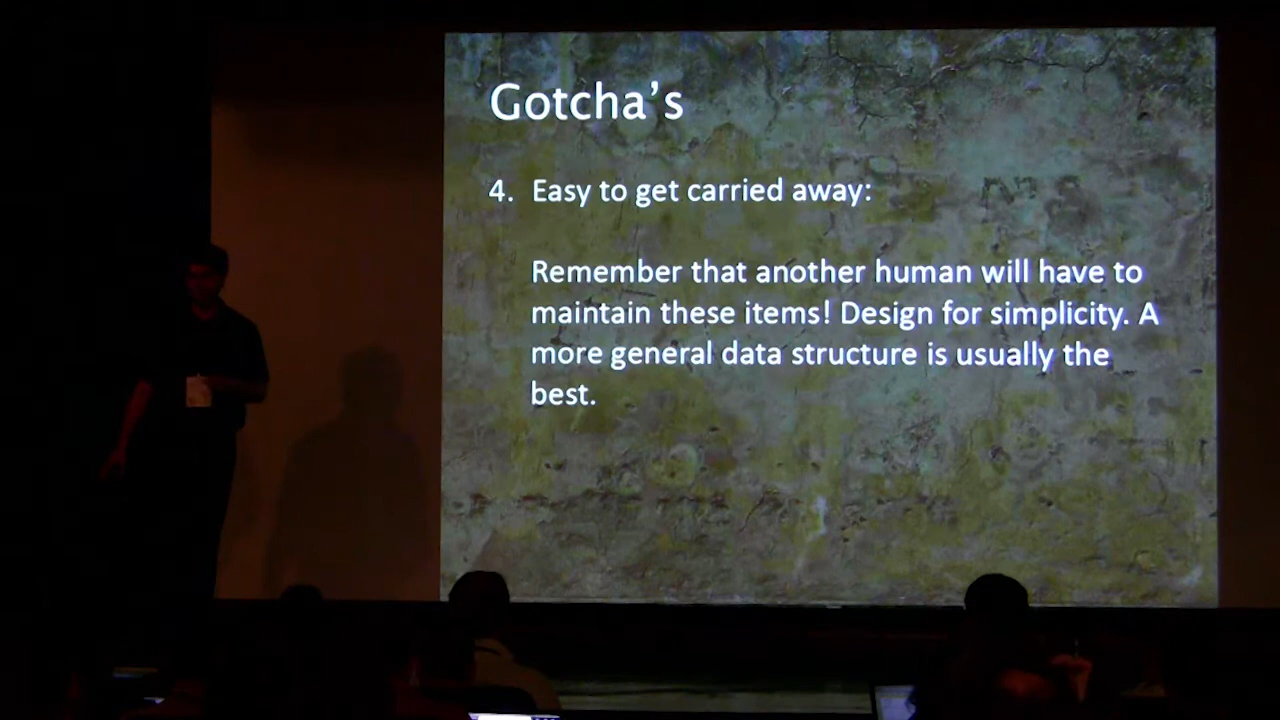 Gotcha's
4. Easy to get carried away:
Remember that another human will have to
maintain these items! Design for simplicity. A
more general data structure is usually the
best.